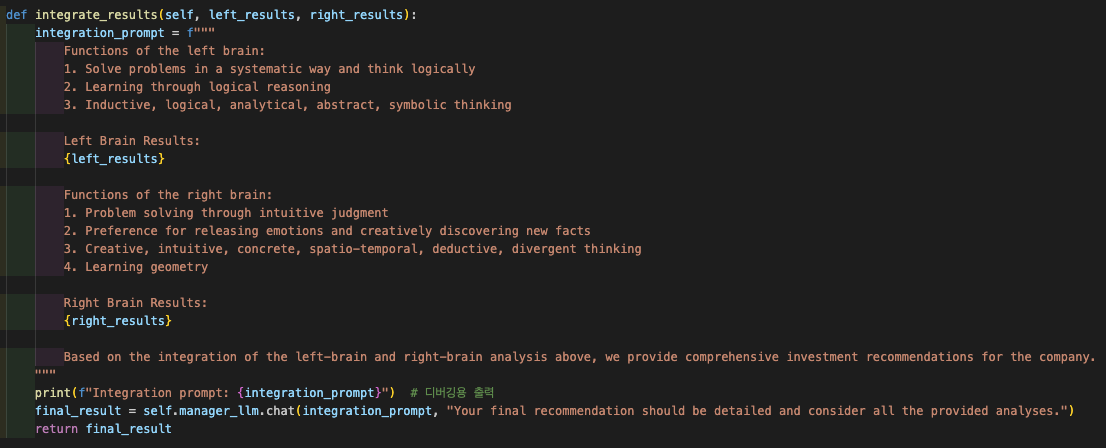 def integrate_results(self, left_results, right_results):
    integration_prompt = f"""
        Functions of the left brain:
        1. Solve problems in a systematic way and think logically
        2. Learning through logical reasoning
        3. Inductive, logical, analytical, abstract, symbolic thinking

        Left Brain Results:
        {left_results}

        Functions of the right brain:
        1. Problem solving through intuitive judgment
        2. Preference for releasing emotions and creatively discovering new facts
        3. Creative, intuitive, concrete, spatio-temporal, deductive, divergent thinking
        4. Learning geometry

        Right Brain Results:
        {right_results}

        Based on the integration of the left-brain and right-brain analysis above, we provide comprehensive investment recommendations for the company.
    """
    print(f"Integration prompt: {integration_prompt}")  # 디버깅용 출력
    final_result = self.manager_llm.chat(integration_prompt, "Your final recommendation should be detailed and consider all the provided analyses.")
    return final_result